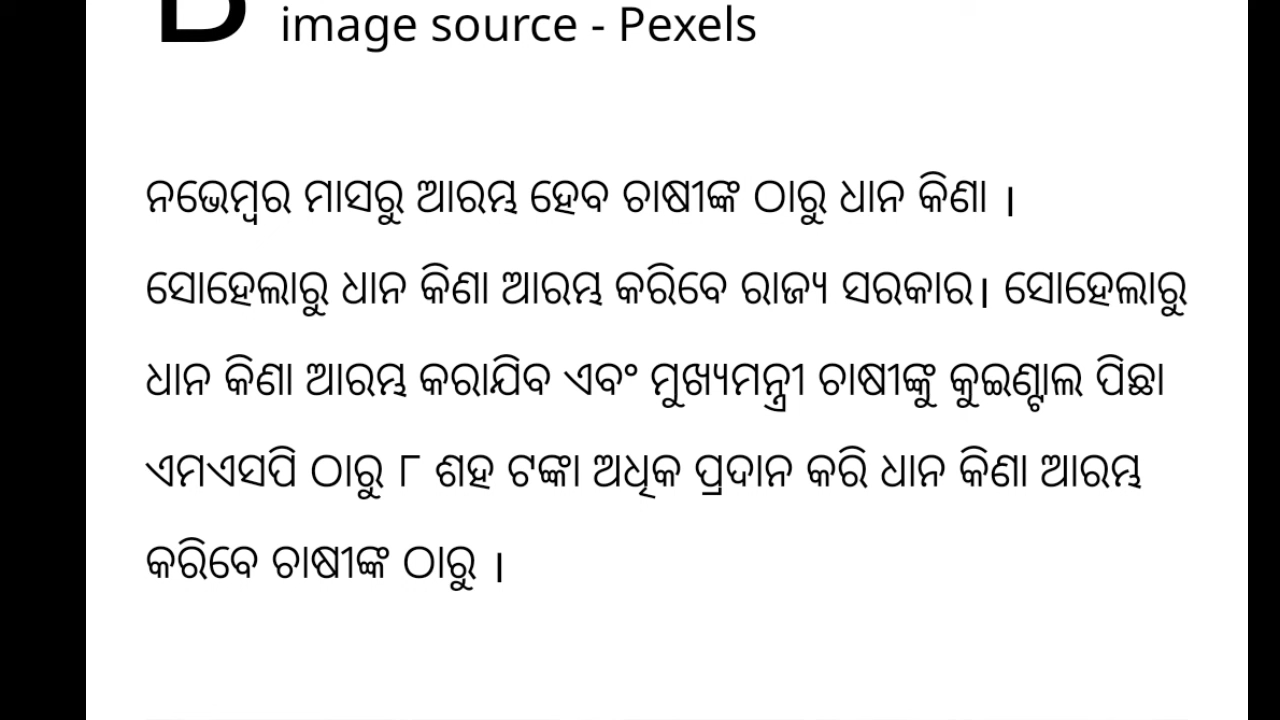 image source - Pexels
ନଭେମ୍ବର ମାସରୁ ଆରମ୍ଭ ହେବ ଚାଷୀଙ୍କ ଠାରୁ ଧାନ କିଣା ।
ସୋହେଲାରୁ ଧାନ କିଣା ଆରମ୍ଭ କରିବେ ରାଜ୍ୟ ସରକାର। ସୋହେଲାରୁ
ଧାନ କିଣା ଆରମ୍ଭ କରାଯିବ ଏବଂ ମୁଖ୍ୟମନ୍ତ୍ରୀ ଚାଷୀଙ୍କୁ କୁଇଣ୍ଟାଲ ପିଛା
ଏମଏସପି ଠାରୁ ୮ ଶହ ଟଙ୍କା ଅଧିକ ପ୍ରଦାନ କରି ଧାନ କିଣା ଆରମ୍ଭ
କରିବେ ଚାଷୀଙ୍କ ଠାରୁ ।